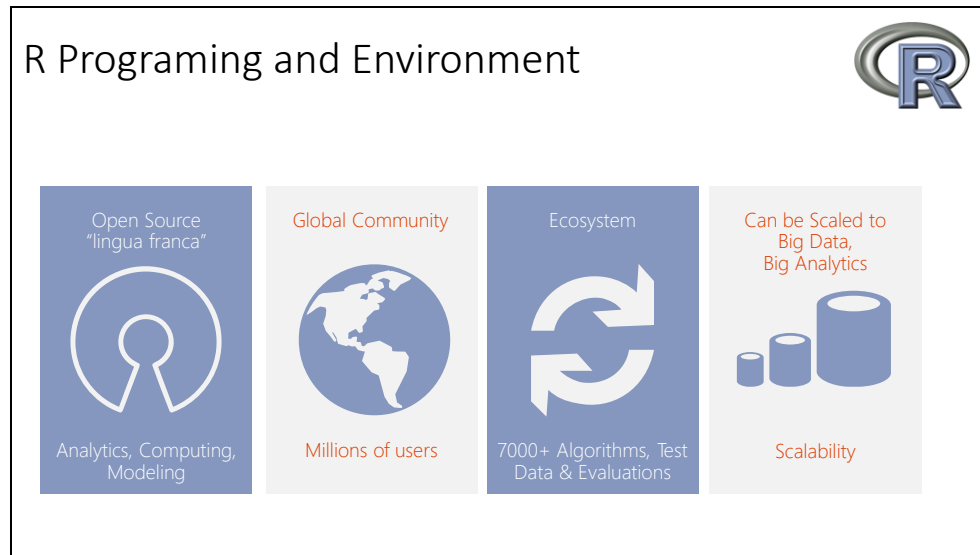 R Programing and Environment
R
Open Source
“lingua franca”
Analytics, Computing,
Modeling
Global Community
Millions of users
Ecosystem
7000+ Algorithms, Test
Data & Evaluations
Can be Scaled to
Big Data,
Big Analytics
Scalability